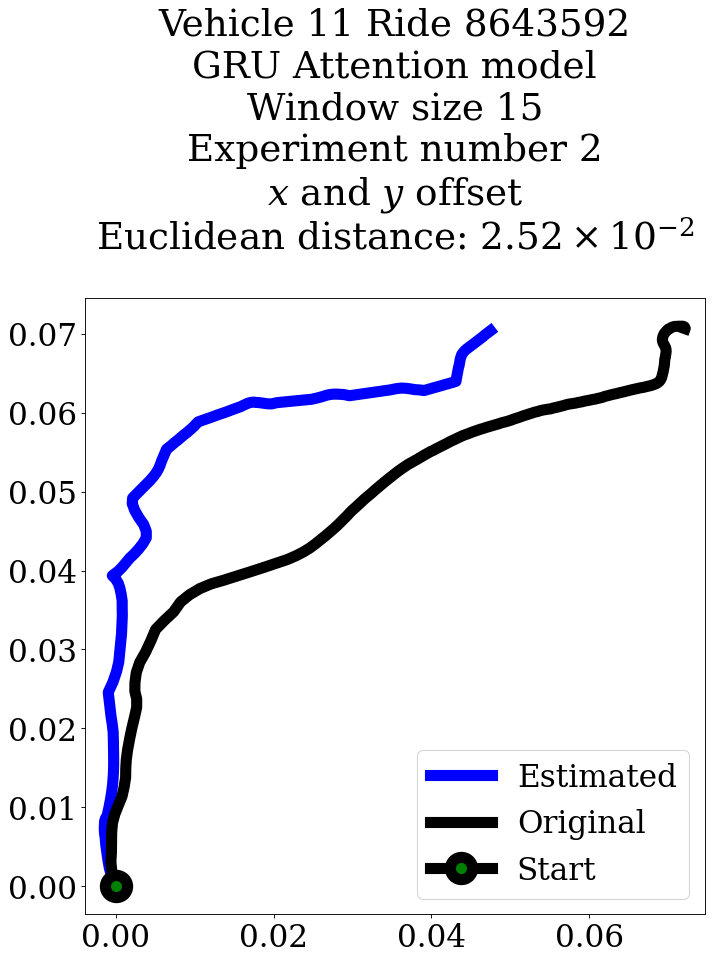 Vehicle 11 Ride 8643592
GRU Attention model
Window size 15
Experiment number 2
x and y offset
Euclidean distance: 2.52 × 10⁻²
0.07
0.06
0.05
0.04
0.03
0.02
0.01
0.00
Estimated
Original
Start
0.00 0.02 0.04 0.06